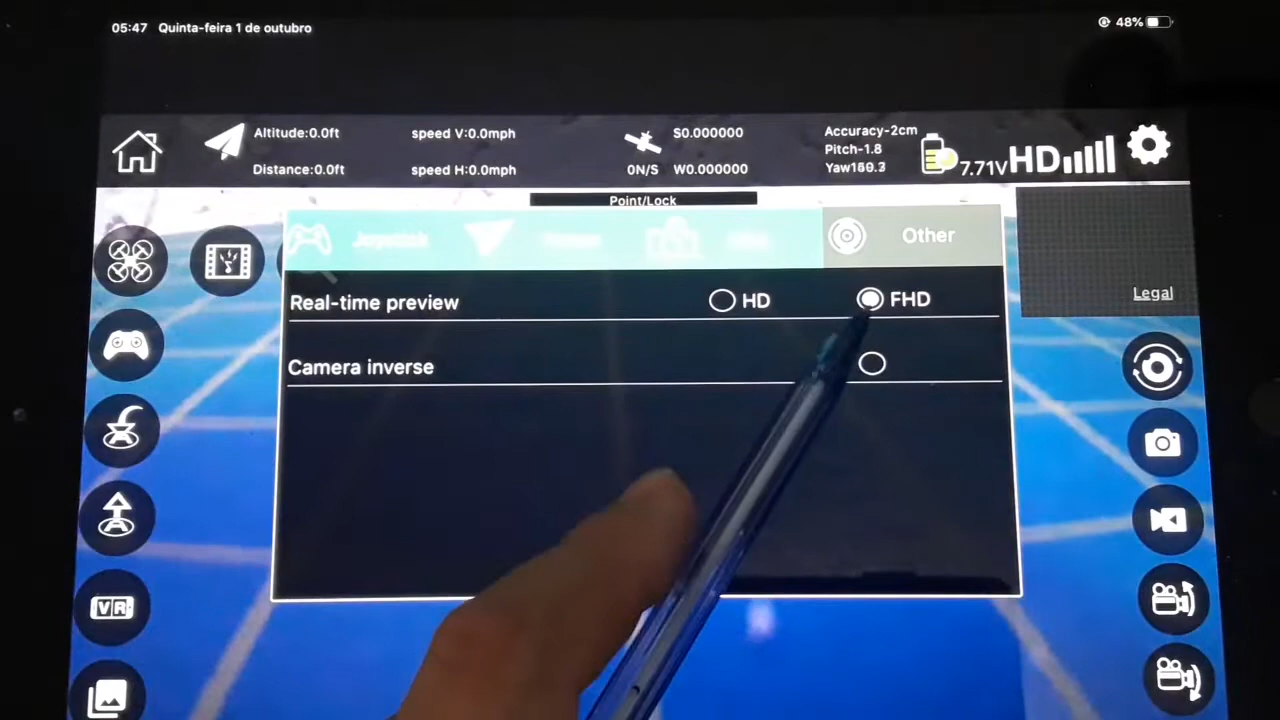 05:47 Quinta-feira 1 de outubro
48%
Altitude:0.0ft speed V:0.0mph S0.000000 Accuracy-2cm
Pitch-1.8
Distance:0.0ft speed H:0.0mph 0N/S W0.000000
7.71V HD
Point/Lock
Joystick
Other
Real-time preview HD FHD
Legal
Camera inverse
VR